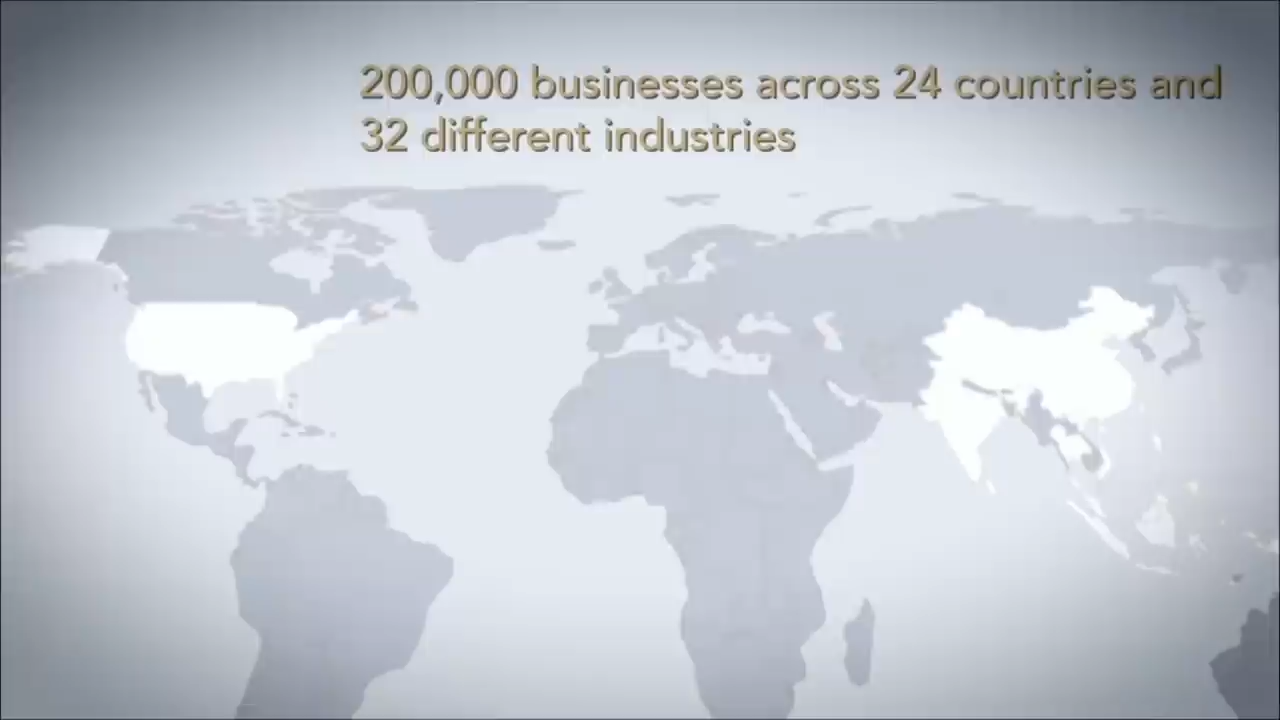 200,000 businesses across 24 countries and
32 different industries